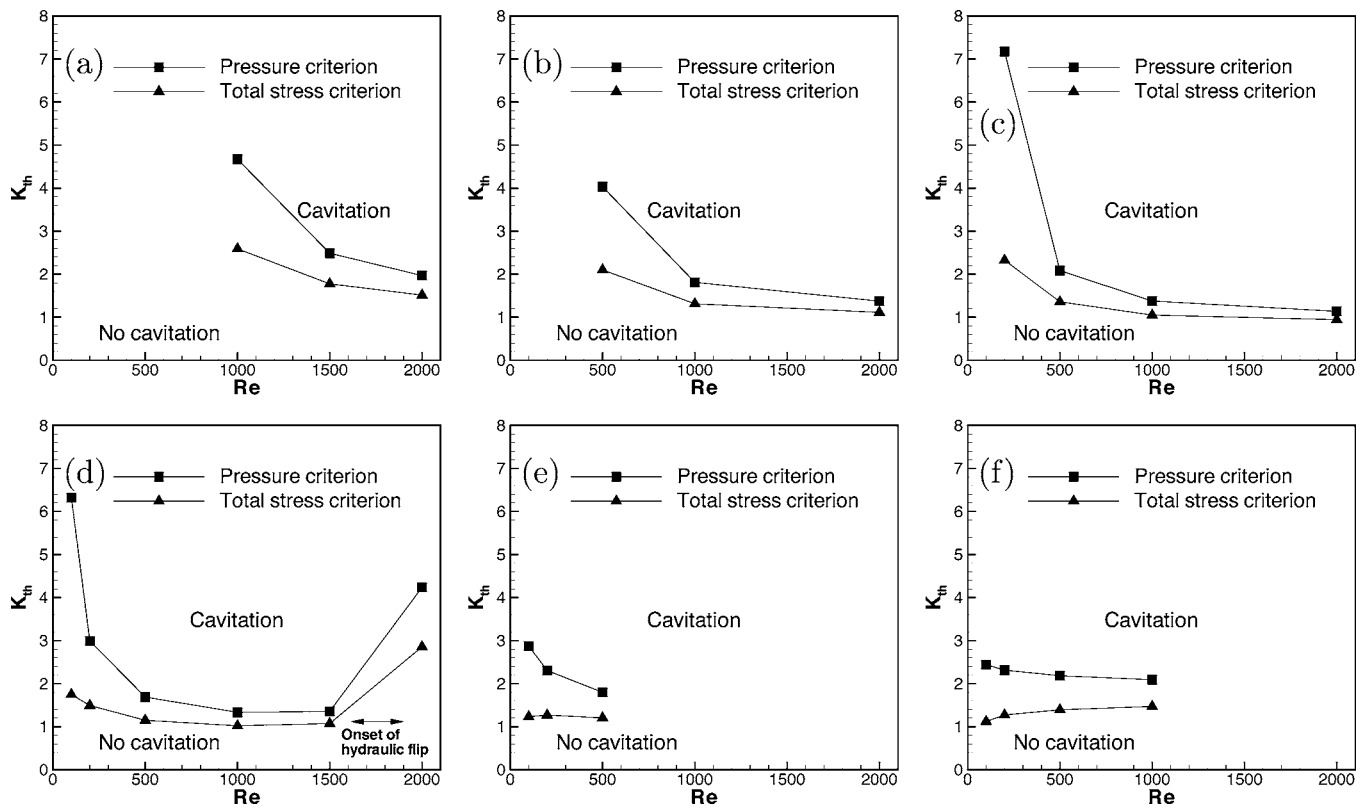 (a)
Pressure criterion
Total stress criterion
K_th
Cavitation
No cavitation
8
7
6
5
4
3
2
1
0
0 500 1000 1500 2000
Re
(b)
Pressure criterion
Total stress criterion
K_th
Cavitation
No cavitation
8
7
6
5
4
3
2
1
0
0 500 1000 1500 2000
Re
(c)
Pressure criterion
Total stress criterion
K_th
Cavitation
No cavitation
8
7
6
5
4
3
2
1
0
0 500 1000 1500 2000
Re
(d)
Pressure criterion
Total stress criterion
K_th
Cavitation
No cavitation
Onset of
hydraulic flip
8
7
6
5
4
3
2
1
0
0 500 1000 1500 2000
Re
(e)
Pressure criterion
Total stress criterion
K_th
Cavitation
No cavitation
8
7
6
5
4
3
2
1
0
0 500 1000 1500 2000
Re
(f)
Pressure criterion
Total stress criterion
K_th
Cavitation
No cavitation
8
7
6
5
4
3
2
1
0
0 500 1000 1500 2000
Re